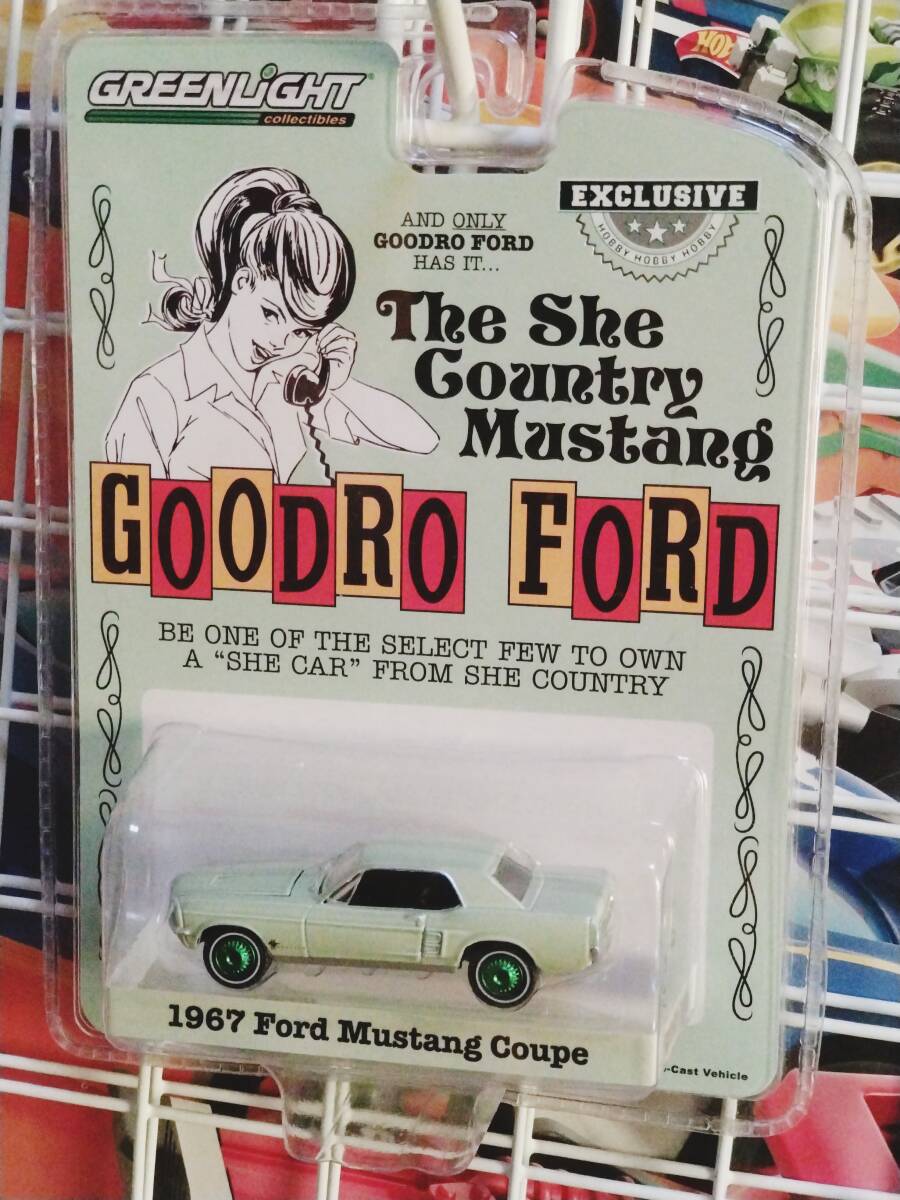 GREENLIGHT
collectibles
HOT
EXCLUSIVE
HOBBY HOBBY HOBBY
AND ONLY
GOODRO FORD
HAS IT...
The She
Country
Mustang
GOODRO FORD
BE ONE OF THE SELECT FEW TO OWN
A “SHE CAR” FROM SHE COUNTRY
1967 Ford Mustang Coupe
-Cast Vehicle